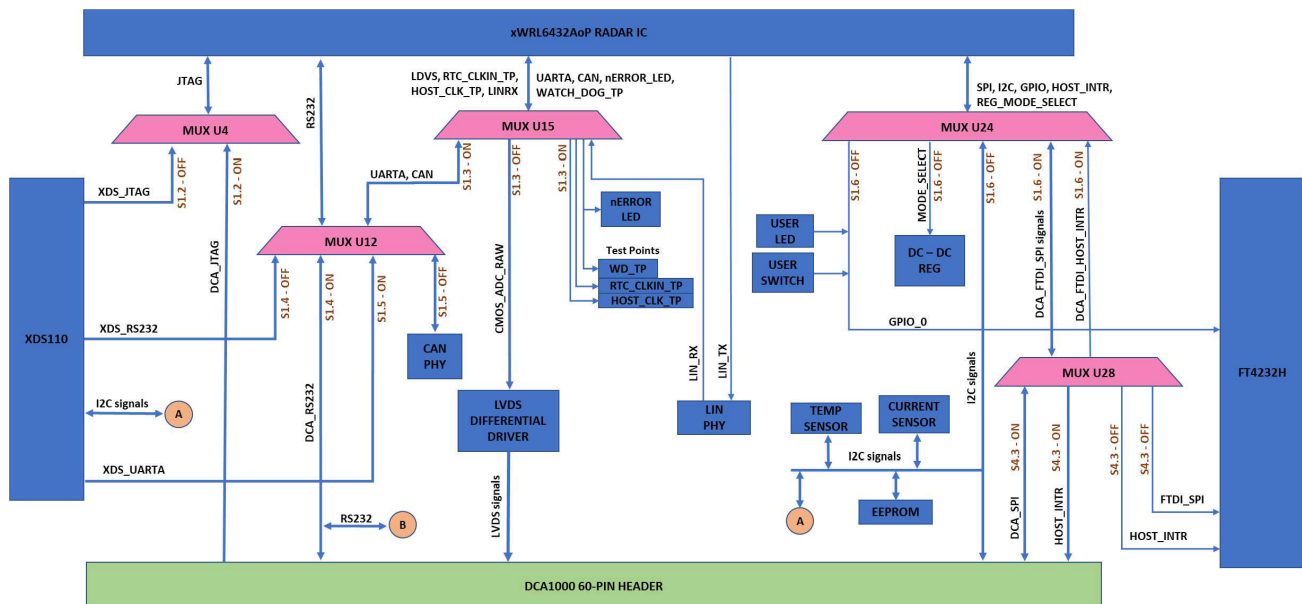 xWRL6432AoP RADAR IC
JTAG
RS232
LDVS, RTC_CLKIN_TP,
HOST_CLK_TP, LINRX
UARTA, CAN, nERROR_LED,
WATCH_DOG_TP
SPI, I2C, GPIO, HOST_INTR,
REG_MODE_SELECT
MUX U4
MUX U15
MUX U24
S1.2 - OFF
S1.2 - ON
S1.3 - ON
S1.3 - OFF
S1.3 - ON
S1.6 - OFF
MODE_SELECT
S1.6 - OFF
S1.6 - ON
S1.6 - ON
S1.6 - ON
XDS_JTAG
UARTA, CAN
nERROR
LED
USER
LED
USER
SWITCH
DC – DC
REG
DCA_FTDI_SPI signals
DCA_FTDI_HOST_INTR
MUX U12
DCA_JTAG
S1.4 - OFF
S1.4 - ON
S1.5 - ON
S1.5 - OFF
CMOS_ADC_RAW
Test Points
WD_TP
RTC_CLKIN_TP
HOST_CLK_TP
XDS110
XDS_RS232
GPIO_0
CAN
PHY
LIN_RX
LIN_TX
I2C signals
MUX U28
FT4232H
I2C signals
A
DCA_RS232
LVDS
DIFFERENTIAL
DRIVER
LIN
PHY
TEMP
SENSOR
CURRENT
SENSOR
S4.3 - ON
S4.3 - ON
S4.3 - OFF
S4.3 - OFF
XDS_UARTA
I2C signals
RS232
B
LVDS signals
A
EEPROM
DCA_SPI
HOST_INTR
FTDI_SPI
HOST_INTR
DCA1000 60-PIN HEADER